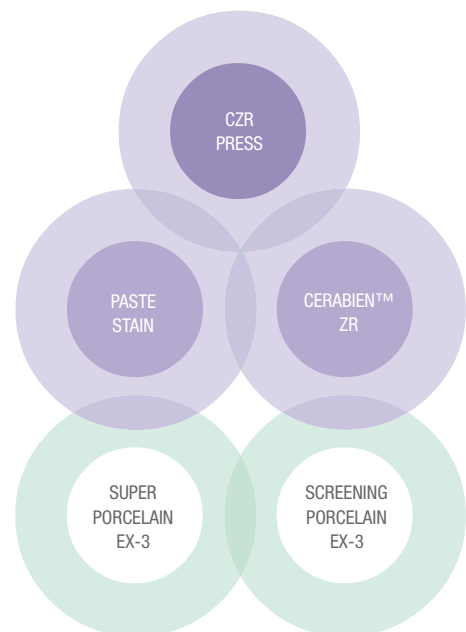 CZR
PRESS
PASTE
STAIN
CERABIEN™
ZR
SUPER
PORCELAIN
EX-3
SCREENING
PORCELAIN
EX-3